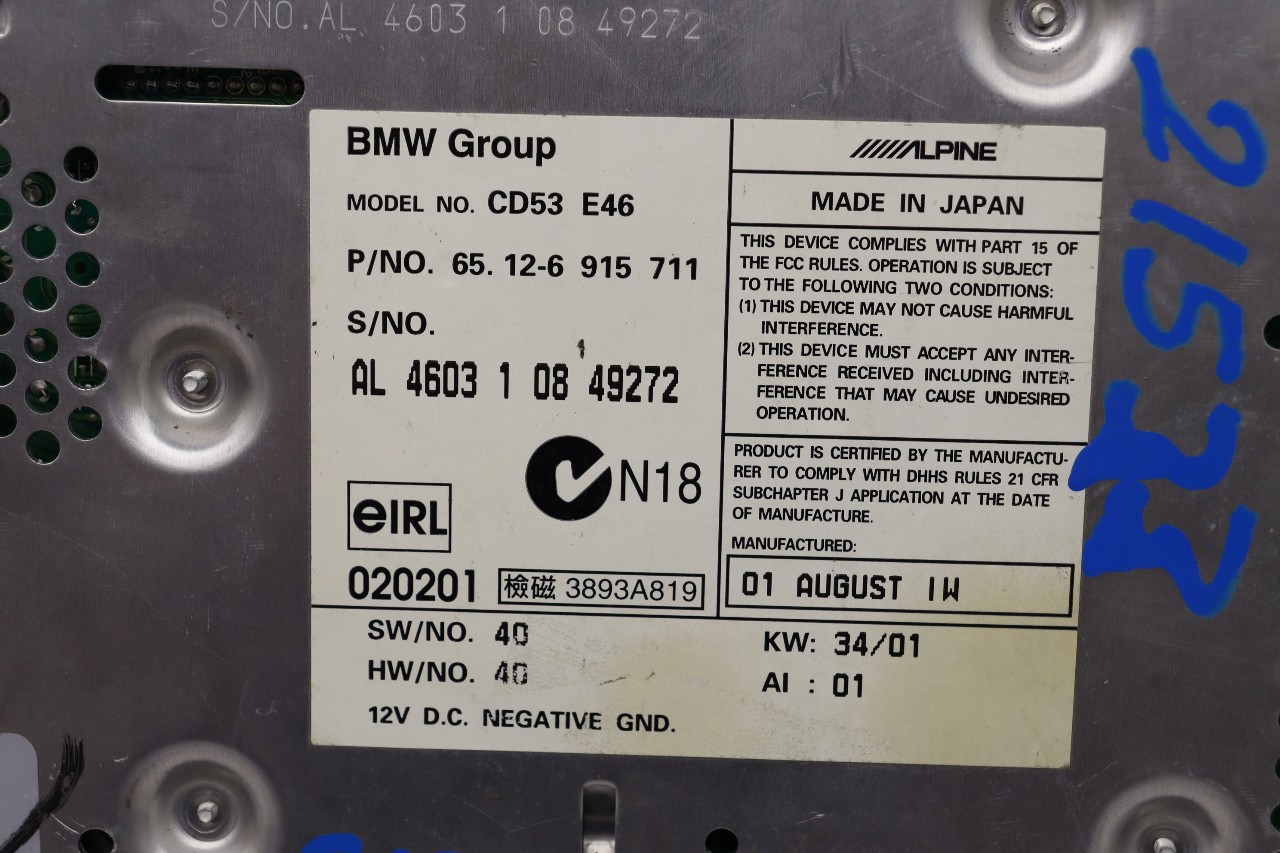 S/NO.AL 4603 1 08 49272
BMW Group
MODEL NO. CD53 E46
P/NO. 65. 12-6 915 711
S/NO.
AL 4603 1 08 49272
N18
eIRL
020201
檢磁 3893A819
ALPINE
MADE IN JAPAN
THIS DEVICE COMPLIES WITH PART 15 OF
THE FCC RULES. OPERATION IS SUBJECT
TO THE FOLLOWING TWO CONDITIONS:
(1) THIS DEVICE MAY NOT CAUSE HARMFUL
INTERFERENCE.
(2) THIS DEVICE MUST ACCEPT ANY INTER-
FERENCE RECEIVED INCLUDING INTER-
FERENCE THAT MAY CAUSE UNDESIRED
OPERATION.
PRODUCT IS CERTIFIED BY THE MANUFACTU-
RER TO COMPLY WITH DHHS RULES 21 CFR
SUBCHAPTER J APPLICATION AT THE DATE
OF MANUFACTURE.
MANUFACTURED:
01 AUGUST 1W
SW/NO. 40
HW/NO. 40
12V D.C. NEGATIVE GND.
KW: 34/01
AI : 01